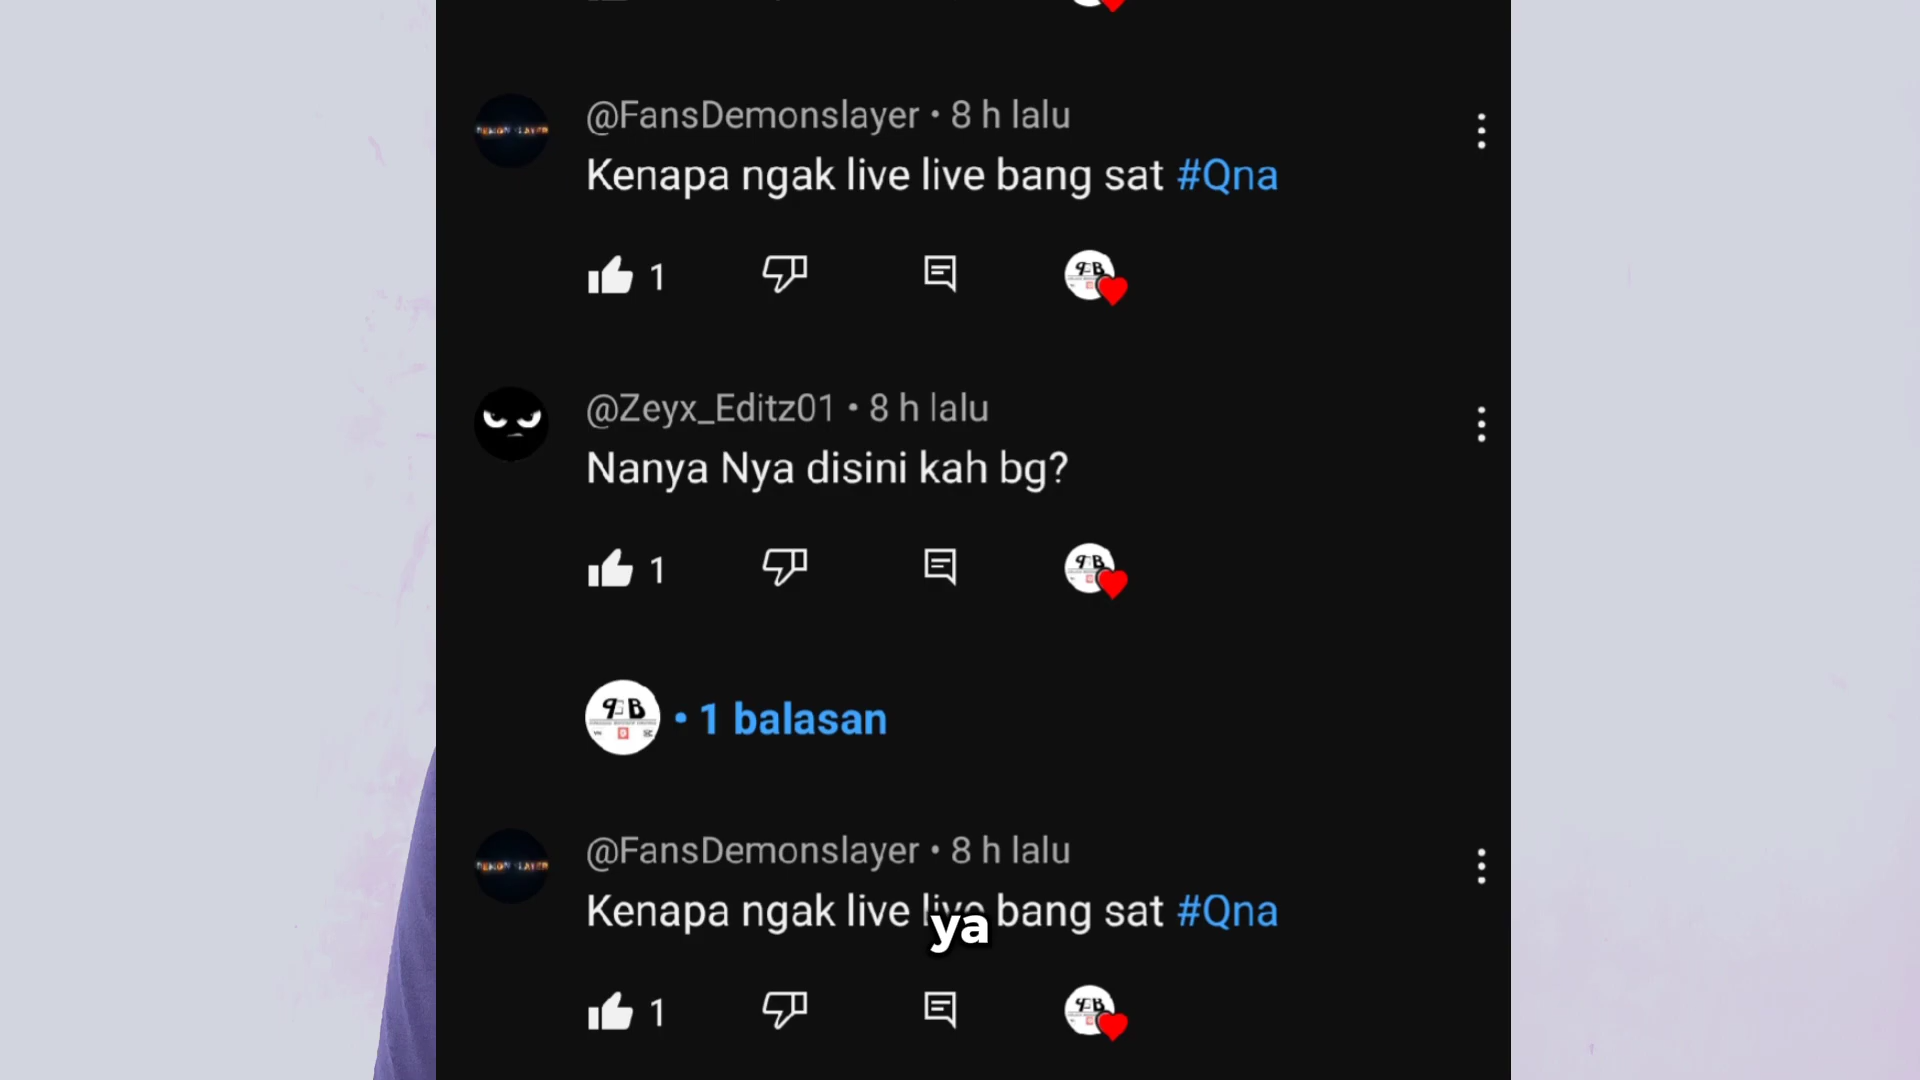 @FansDemonslayer • 8 h lalu
Kenapa ngak live live bang sat #Qna
1
@Zeyx_Editz01 • 8 h lalu
Nanya Nya disini kah bg?
1
• 1 balasan
@FansDemonslayer • 8 h lalu
Kenapa ngak live live bang sat #Qna
ya
1